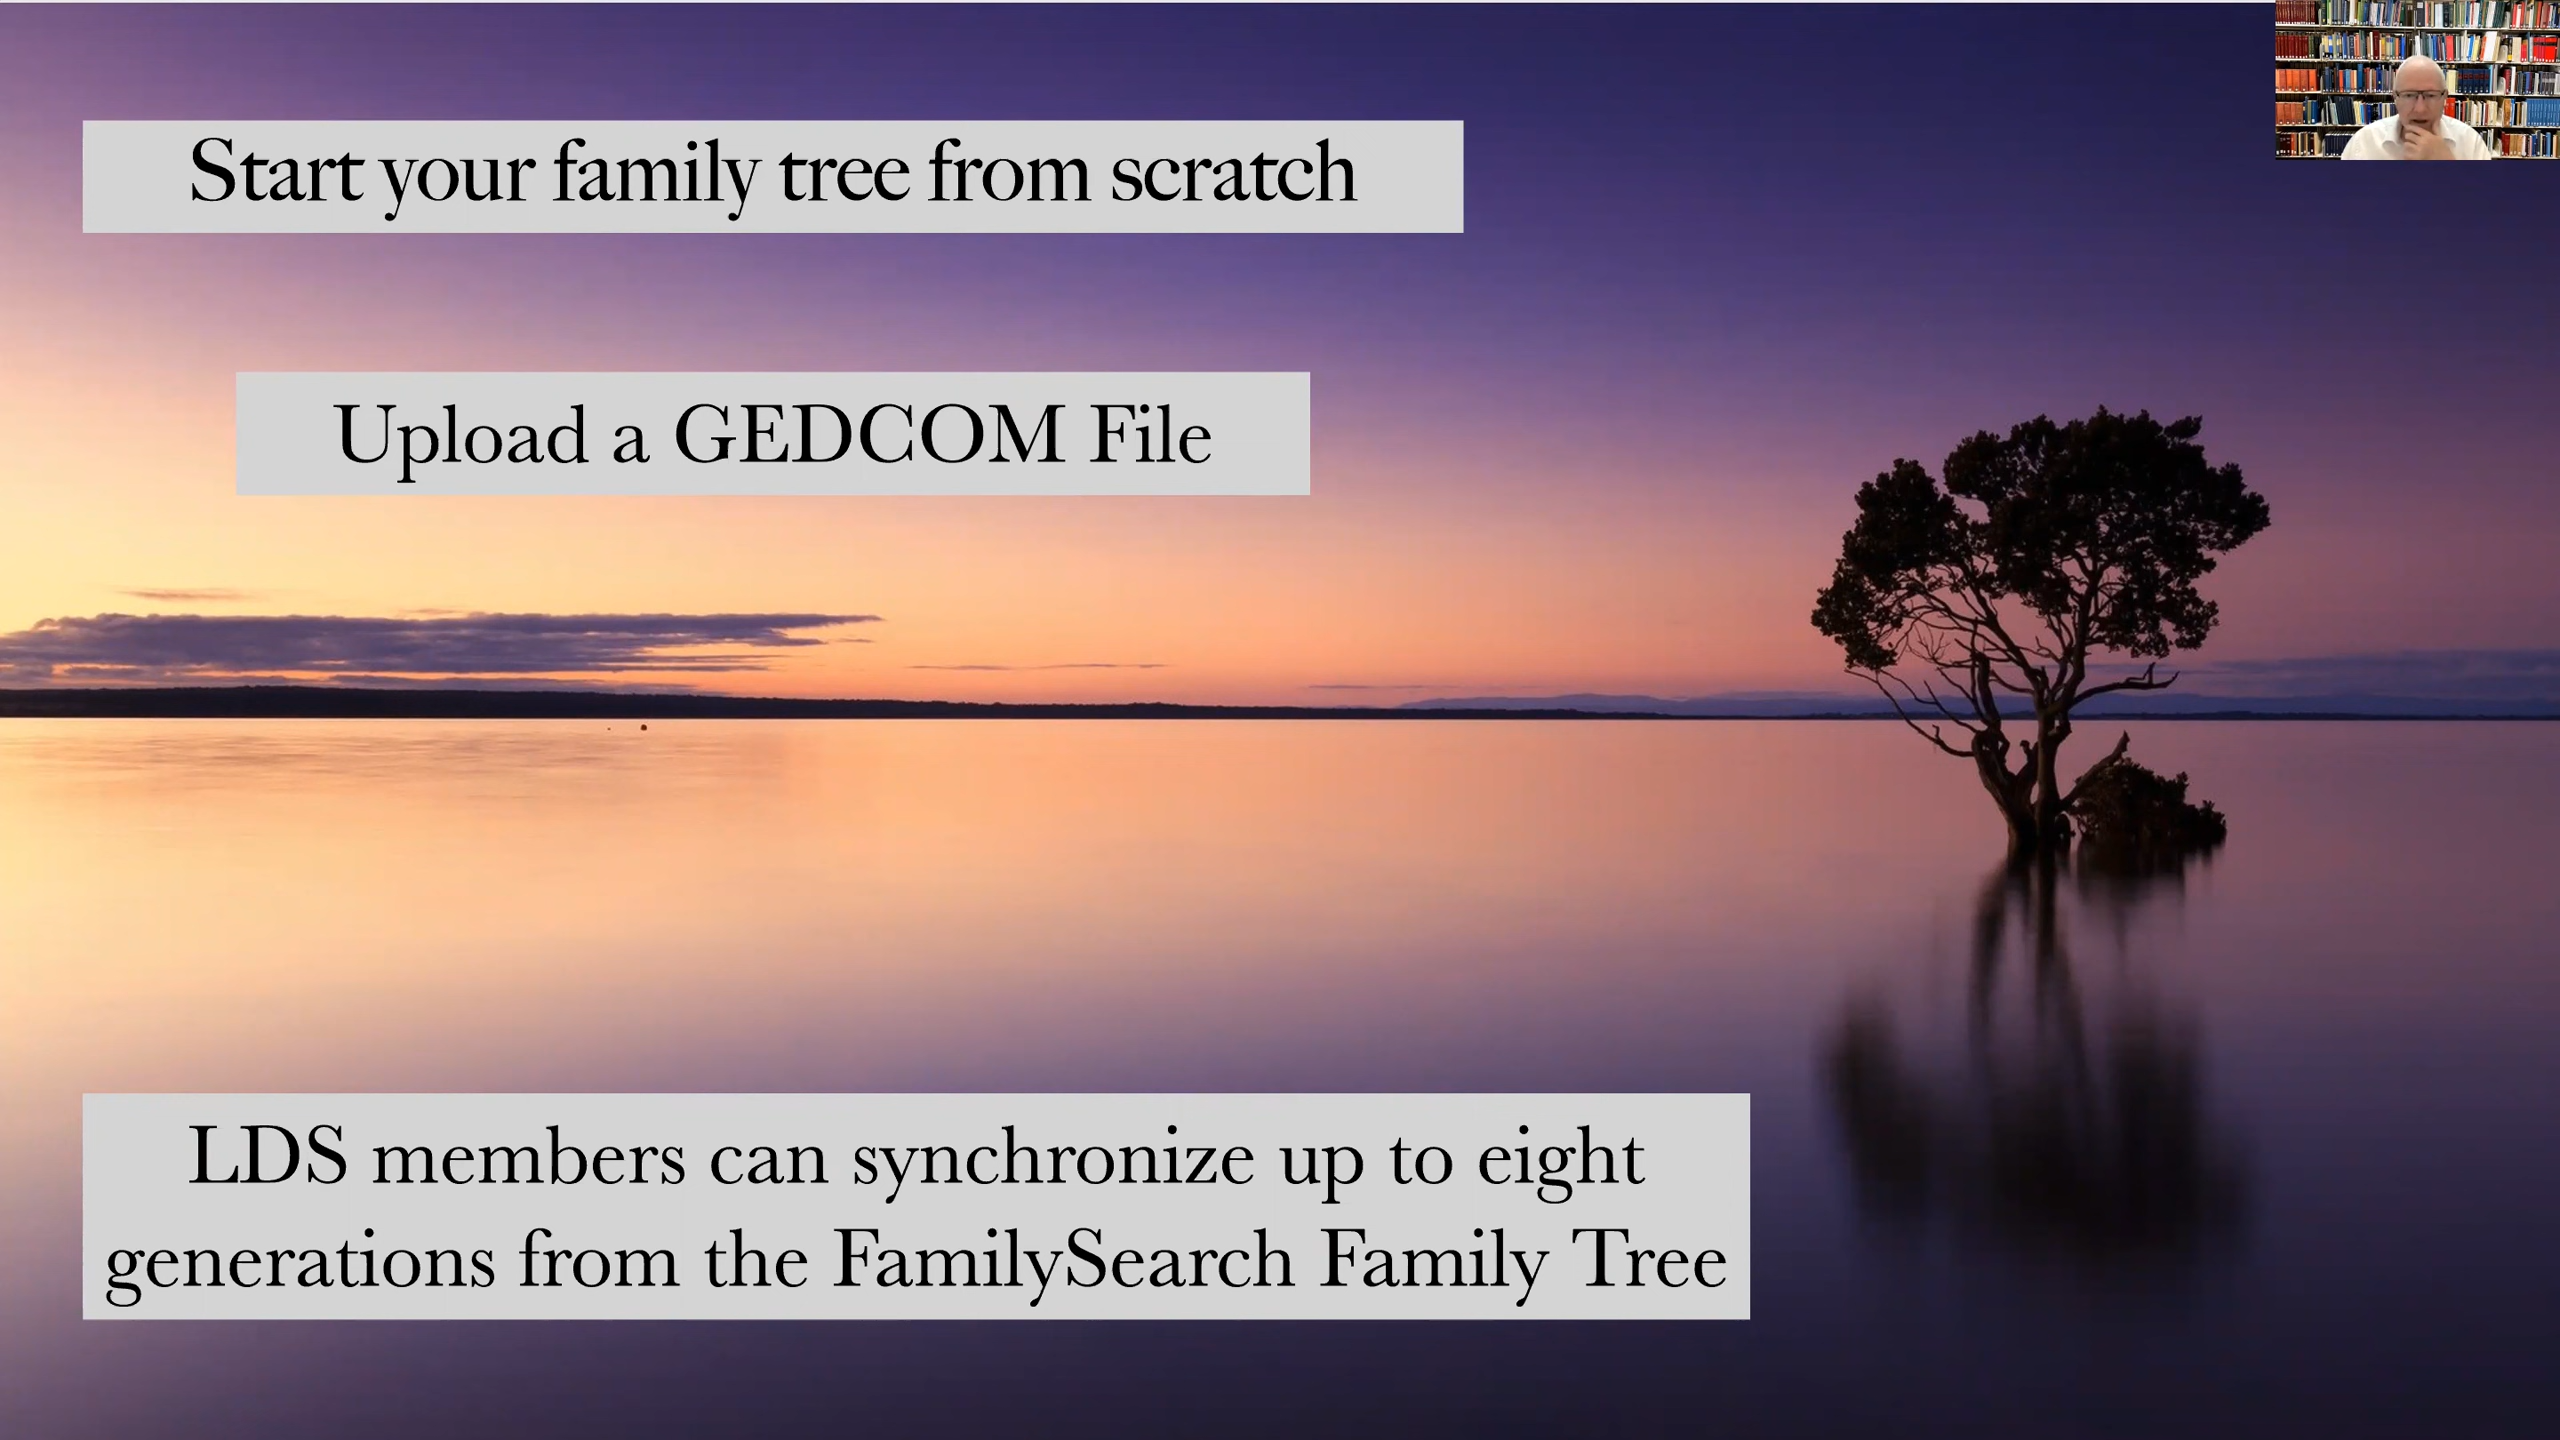 Start your family tree from scratch
Upload a GEDCOM File
LDS members can synchronize up to eight
generations from the FamilySearch Family Tree